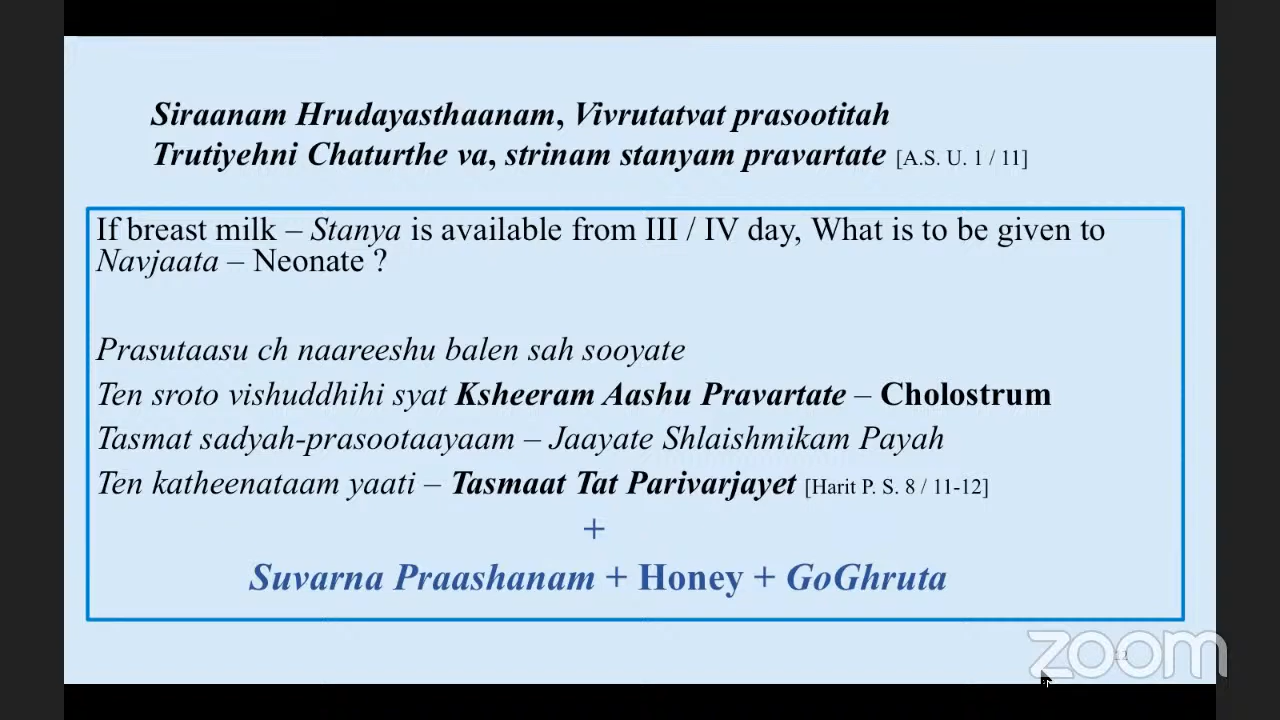 Siraanam Hrudayasthaanam, Vivrutatvat prasootitah
Trutiyehni Chaturthe va, strinam stanyam pravartate [A.S. U. 1 / 11]
If breast milk – Stanya is available from III / IV day, What is to be given to
Navjaata – Neonate ?
Prasutaasu ch naareeshu balen sah sooyate
Ten sroto vishuddhihi syat Ksheeram Aashu Pravartate – Cholostrum
Tasmat sadyah-prasootaayaam – Jaayate Shlaishmikam Payah
Ten katheenataam yaati – Tasmaat Tat Parivarjayet [Harit P. S. 8 / 11-12]
+
Suvarna Praashanam + Honey + GoGhruta
12
zoom